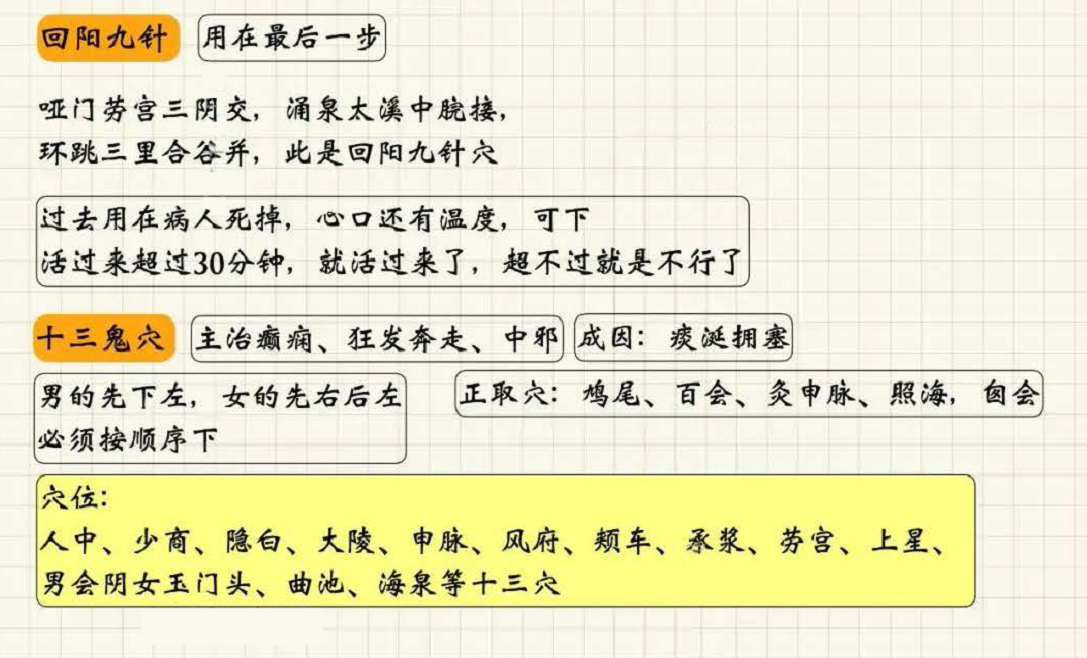 回阳九针 用在最后一步
哑门劳宫三阴交，涌泉太溪中脘接，
环跳三里合谷并，此是回阳九针穴
过去用在病人死掉，心口还有温度，可下
活过来超过30分钟，就活过来了，超不过就是不行了
十三鬼穴 主治癫痫、狂发奔走、中邪 成因：痰涎拥塞
男的先下左，女的先右后左
必须按顺序下
正取穴：鸠尾、百会、灸申脉、照海，囟会
穴位：
人中、少商、隐白、大陵、申脉、风府、颊车、承浆、劳宫、上星、
男会阴女玉门头、曲池、海泉等十三穴